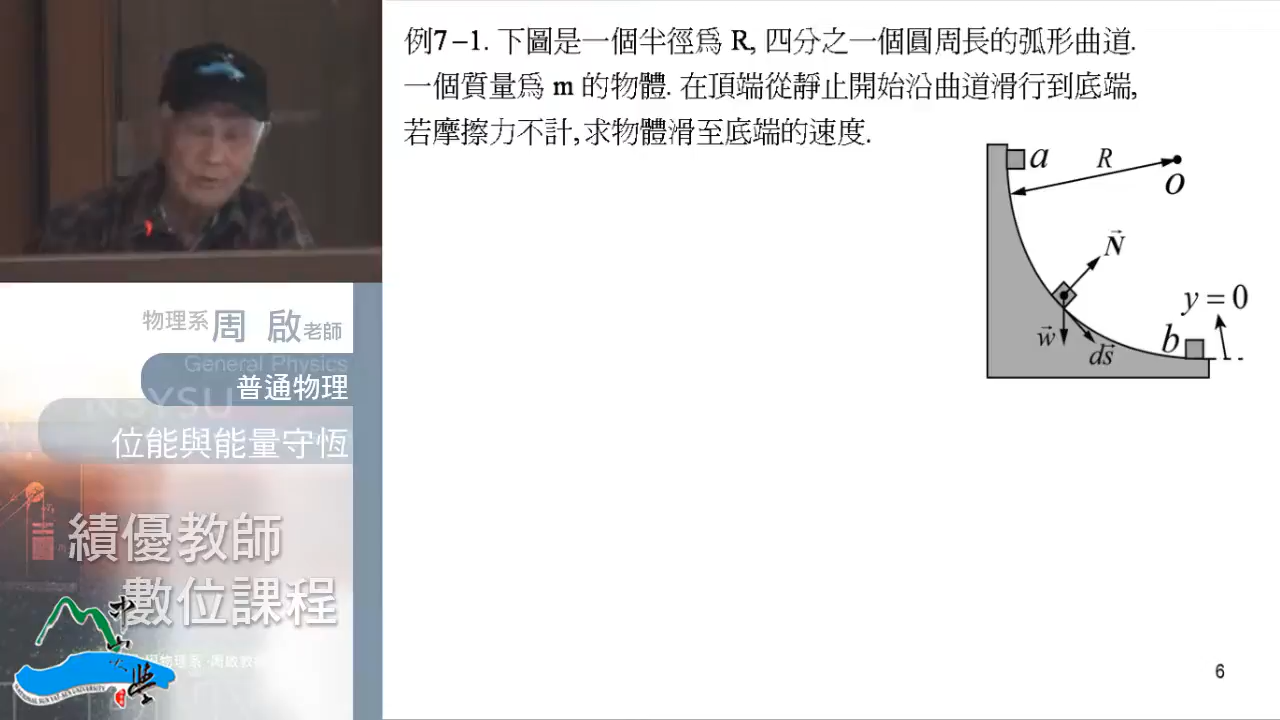 例7–1. 下圖是一個半徑爲 R, 四分之一個圓周長的弧形曲道.
一個質量爲 m 的物體. 在頂端從靜止開始沿曲道滑行到底端,
若摩擦力不計, 求物體滑至底端的速度.
a
R
o
N
y = 0
w
ds
b
物理系 周 啟 老師
General Physics
普通物理
NSYSU
位能與能量守恆
績優教師
數位課程
6